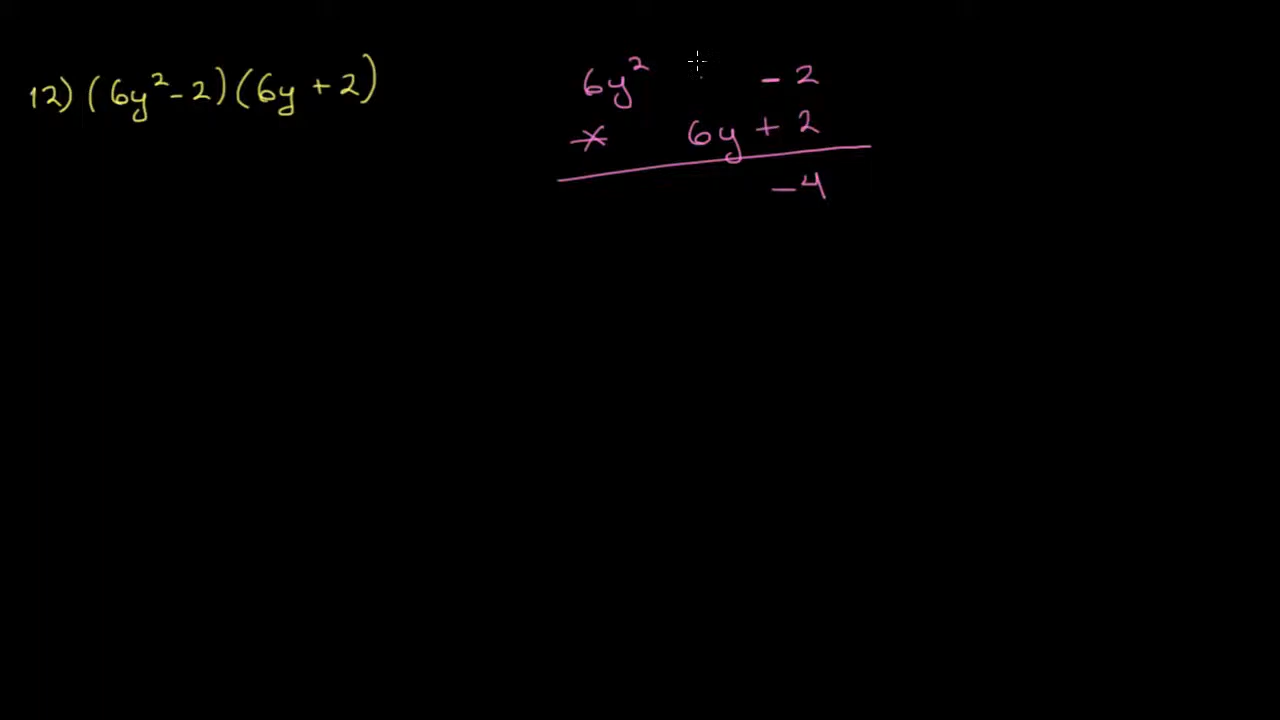 12) (6y² - 2)(6y + 2)
6y² - 2
× 6y + 2
- 4